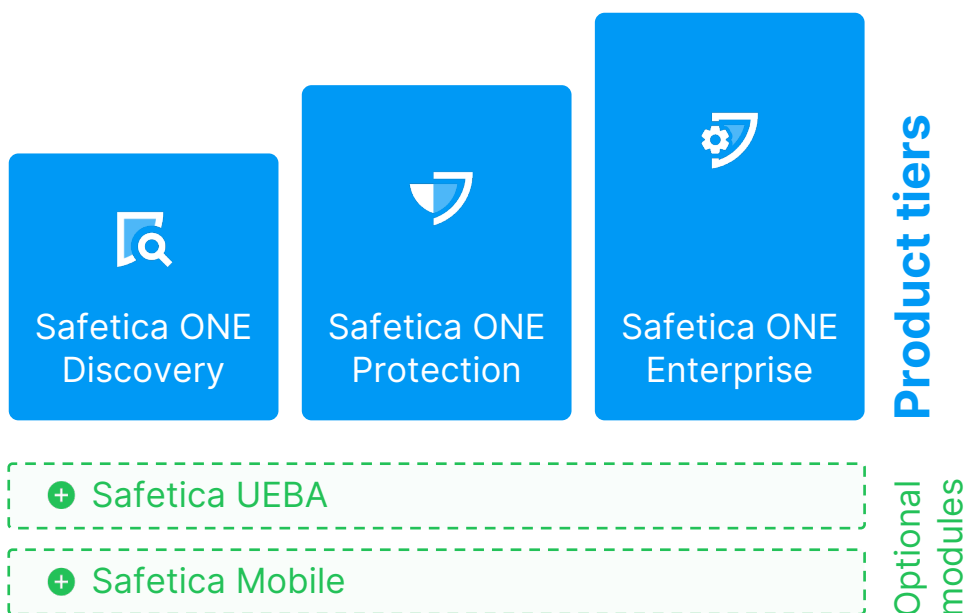 Safetica ONE
Discovery
Safetica ONE
Protection
Safetica ONE
Enterprise
Product tiers
Safetica UEBA
Safetica Mobile
Optional
modules